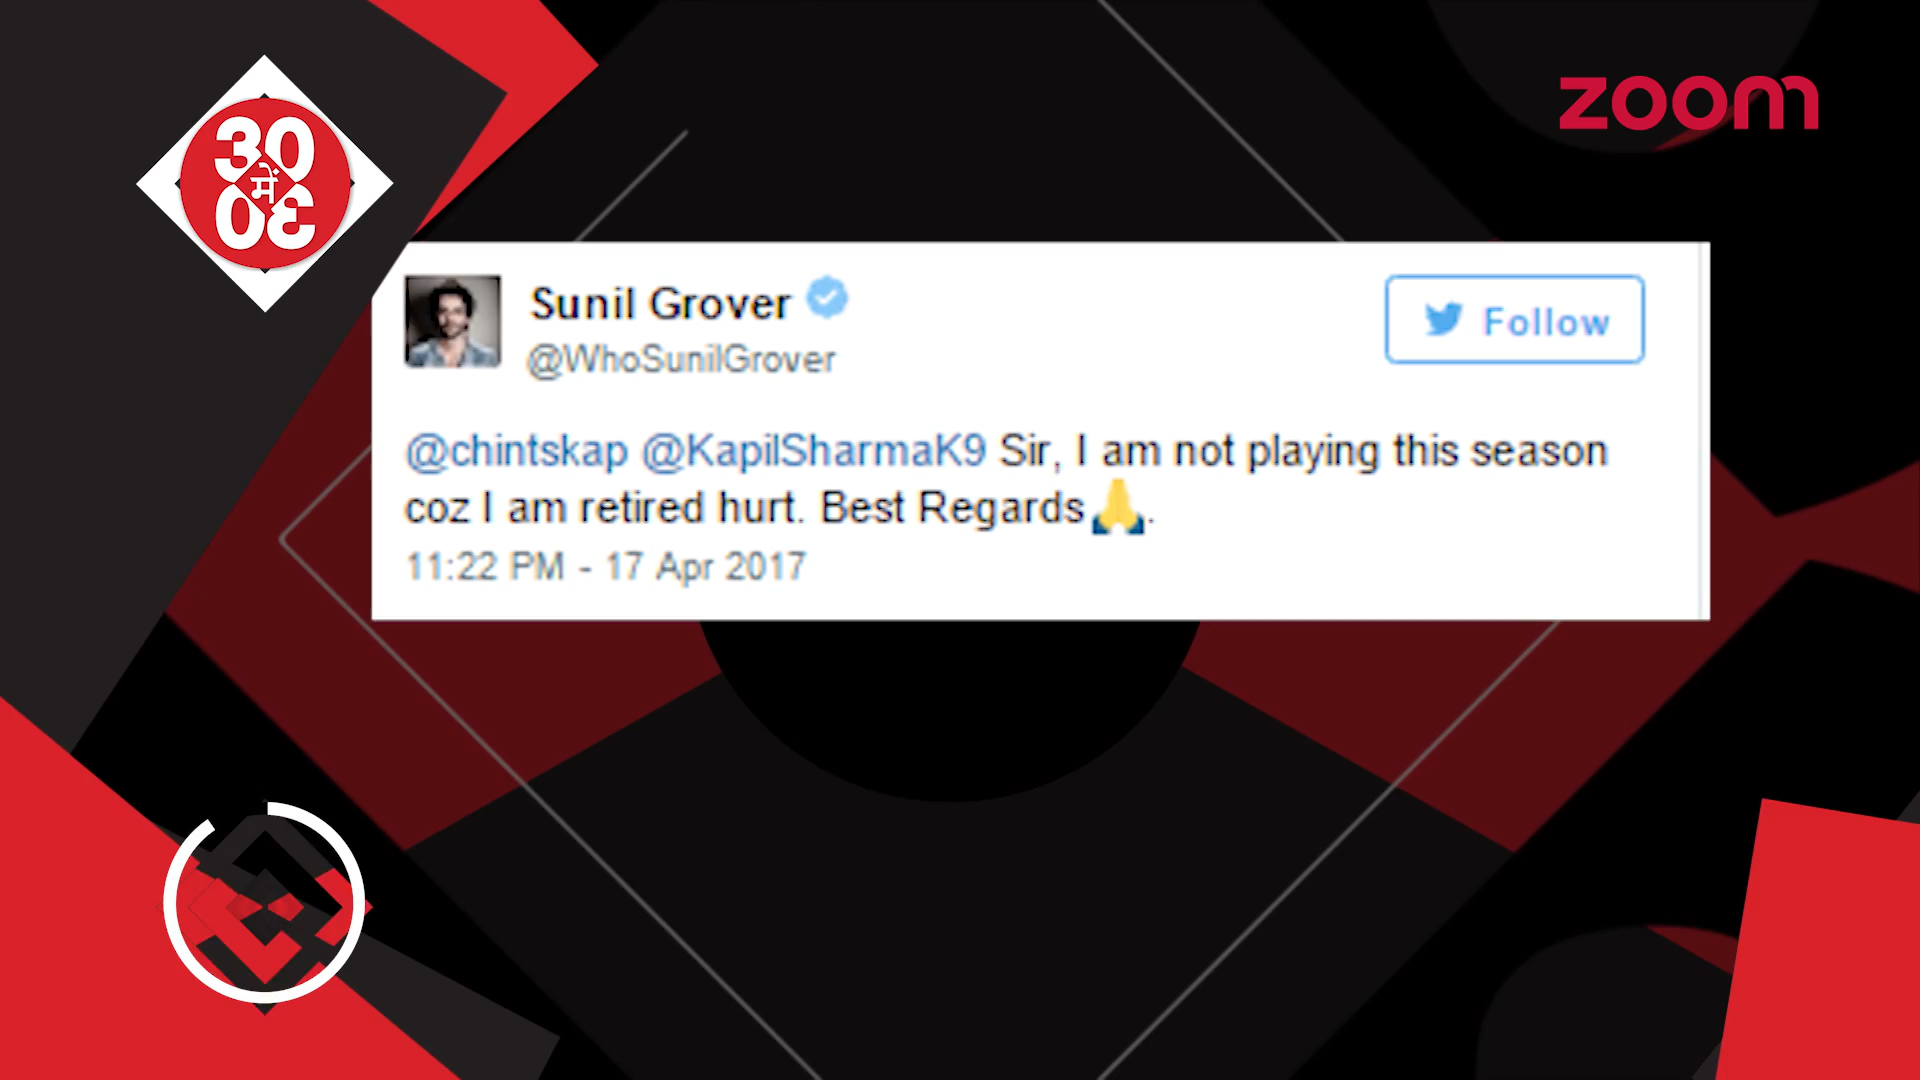 30
में
30
zoom
Sunil Grover
@WhoSunilGrover
Follow
@chintskap @KapilSharmaK9 Sir, I am not playing this season
coz I am retired hurt. Best Regards🙏.
11:22 PM - 17 Apr 2017